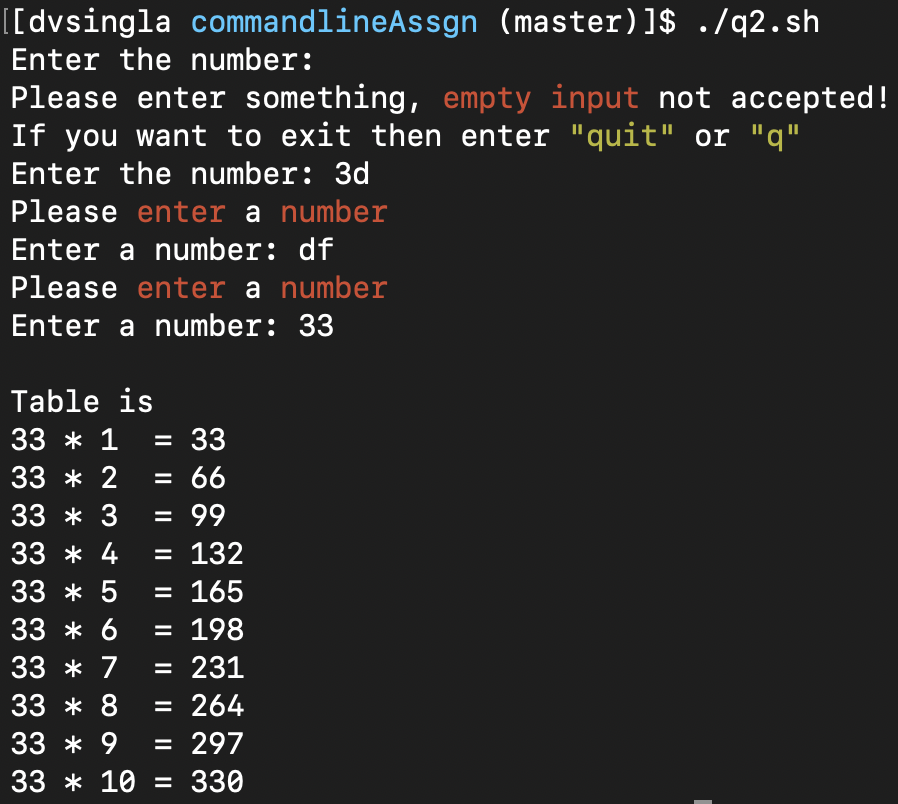 [[dvsingla commandlineAssgn (master)]$ ./q2.sh
Enter the number:
Please enter something, empty input not accepted!
If you want to exit then enter "quit" or "q"
Enter the number: 3d
Please enter a number
Enter a number: df
Please enter a number
Enter a number: 33
Table is
33 * 1  = 33
33 * 2  = 66
33 * 3  = 99
33 * 4  = 132
33 * 5  = 165
33 * 6  = 198
33 * 7  = 231
33 * 8  = 264
33 * 9  = 297
33 * 10 = 330